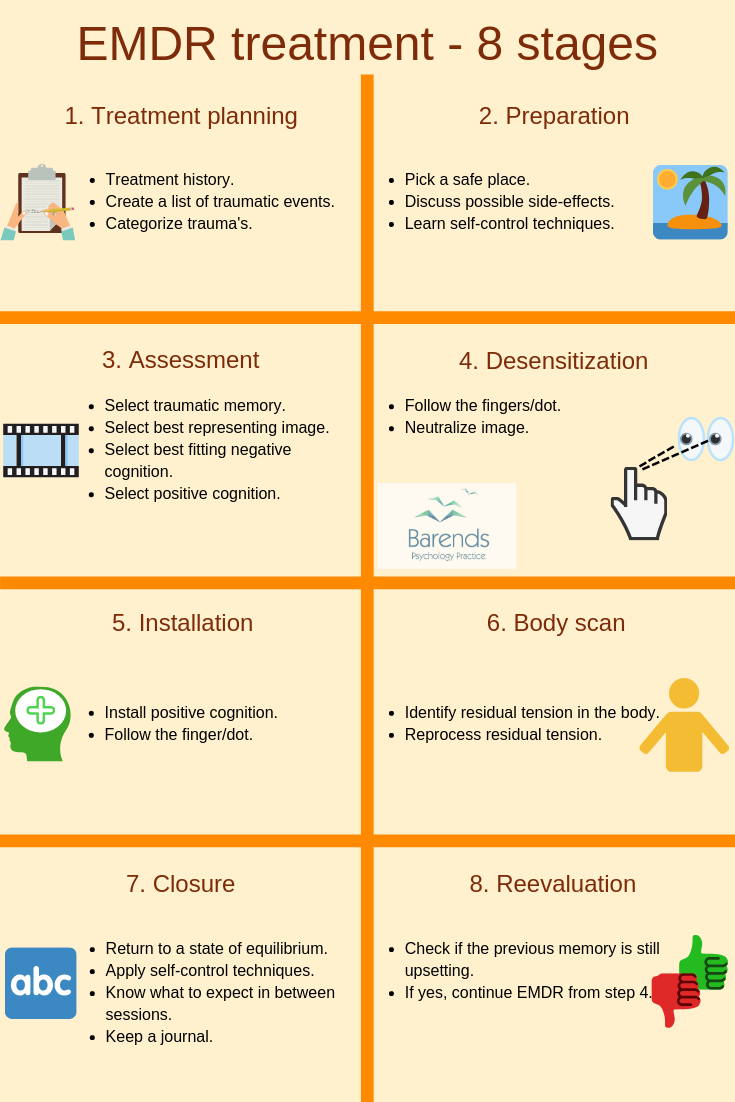 EMDR treatment - 8 stages
1. Treatment planning
• Treatment history.
• Create a list of traumatic events.
• Categorize trauma's.
2. Preparation
• Pick a safe place.
• Discuss possible side-effects.
• Learn self-control techniques.
3. Assessment
• Select traumatic memory.
• Select best representing image.
• Select best fitting negative
cognition.
• Select positive cognition.
4. Desensitization
• Follow the fingers/dot.
• Neutralize image.
Barends
Psychology Practice
5. Installation
• Install positive cognition.
• Follow the finger/dot.
6. Body scan
• Identify residual tension in the body.
• Reprocess residual tension.
7. Closure
abc
• Return to a state of equilibrium.
• Apply self-control techniques.
• Know what to expect in between
sessions.
• Keep a journal.
8. Reevaluation
• Check if the previous memory is still
upsetting.
• If yes, continue EMDR from step 4.